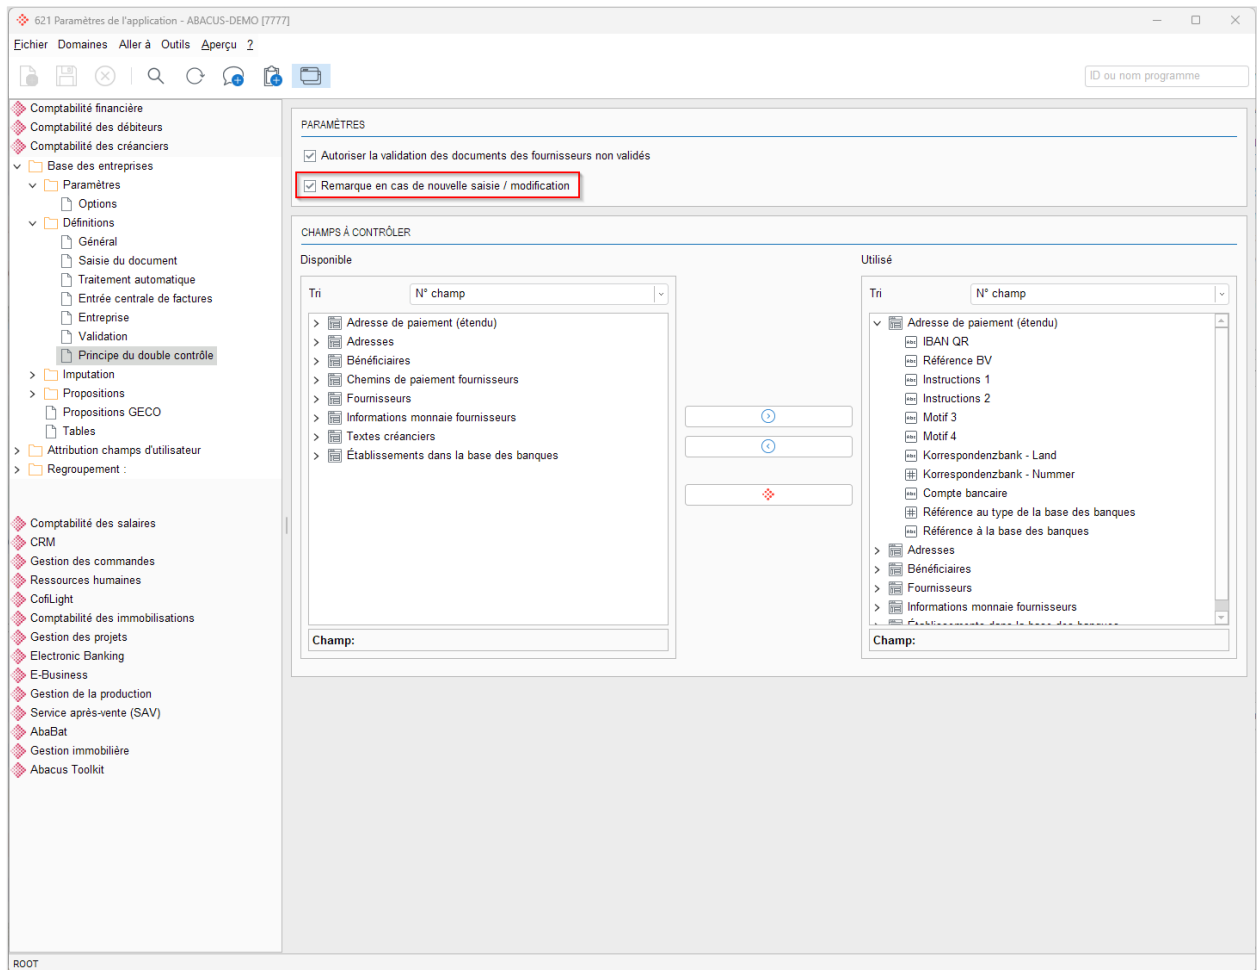 621 Paramètres de l'application - ABACUS-DEMO [7777]
Fichier Domaines Aller à Outils Aperçu ?
ID ou nom programme
Comptabilité financière
Comptabilité des débiteurs
Comptabilité des créanciers
Base des entreprises
Paramètres
Options
Définitions
Général
Saisie du document
Traitement automatique
Entrée centrale de factures
Entreprise
Validation
Principe du double contrôle
Imputation
Propositions
Propositions GECO
Tables
Attribution champs d'utilisateur
Regroupement :
Comptabilité des salaires
CRM
Gestion des commandes
Ressources humaines
CofiLight
Comptabilité des immobilisations
Gestion des projets
Electronic Banking
E-Business
Gestion de la production
Service après-vente (SAV)
AbaBat
Gestion immobilière
Abacus Toolkit
PARAMÈTRES
Autoriser la validation des documents des fournisseurs non validés
Remarque en cas de nouvelle saisie / modification
CHAMPS À CONTRÔLER
Disponible
Tri N° champ
Adresse de paiement (étendu)
Adresses
Bénéficiaires
Chemins de paiement fournisseurs
Fournisseurs
Informations monnaie fournisseurs
Textes créanciers
Établissements dans la base des banques
Champ:
Utilisé
Tri N° champ
Adresse de paiement (étendu)
IBAN QR
Référence BV
Instructions 1
Instructions 2
Motif 3
Motif 4
Korrespondenzbank - Land
Korrespondenzbank - Nummer
Compte bancaire
Référence au type de la base des banques
Référence à la base des banques
Adresses
Bénéficiaires
Fournisseurs
Informations monnaie fournisseurs
Établissements dans la base des banques
Champ:
ROOT